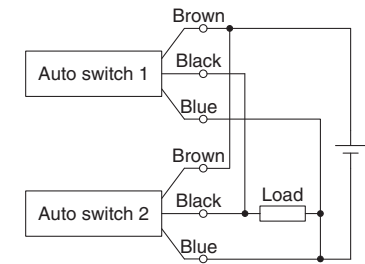 Brown
Black
Auto switch 1
Blue
Brown
Black
Load
Auto switch 2
Blue